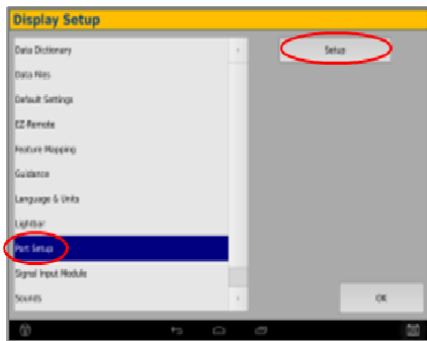 Display Setup
Data Dictionary
Setup
Data Files
Default Settings
EZ-Remote
Feature Mapping
Guidance
Language & Units
Lightbar
Port Setup
Signal Input Module
Sounds
OK